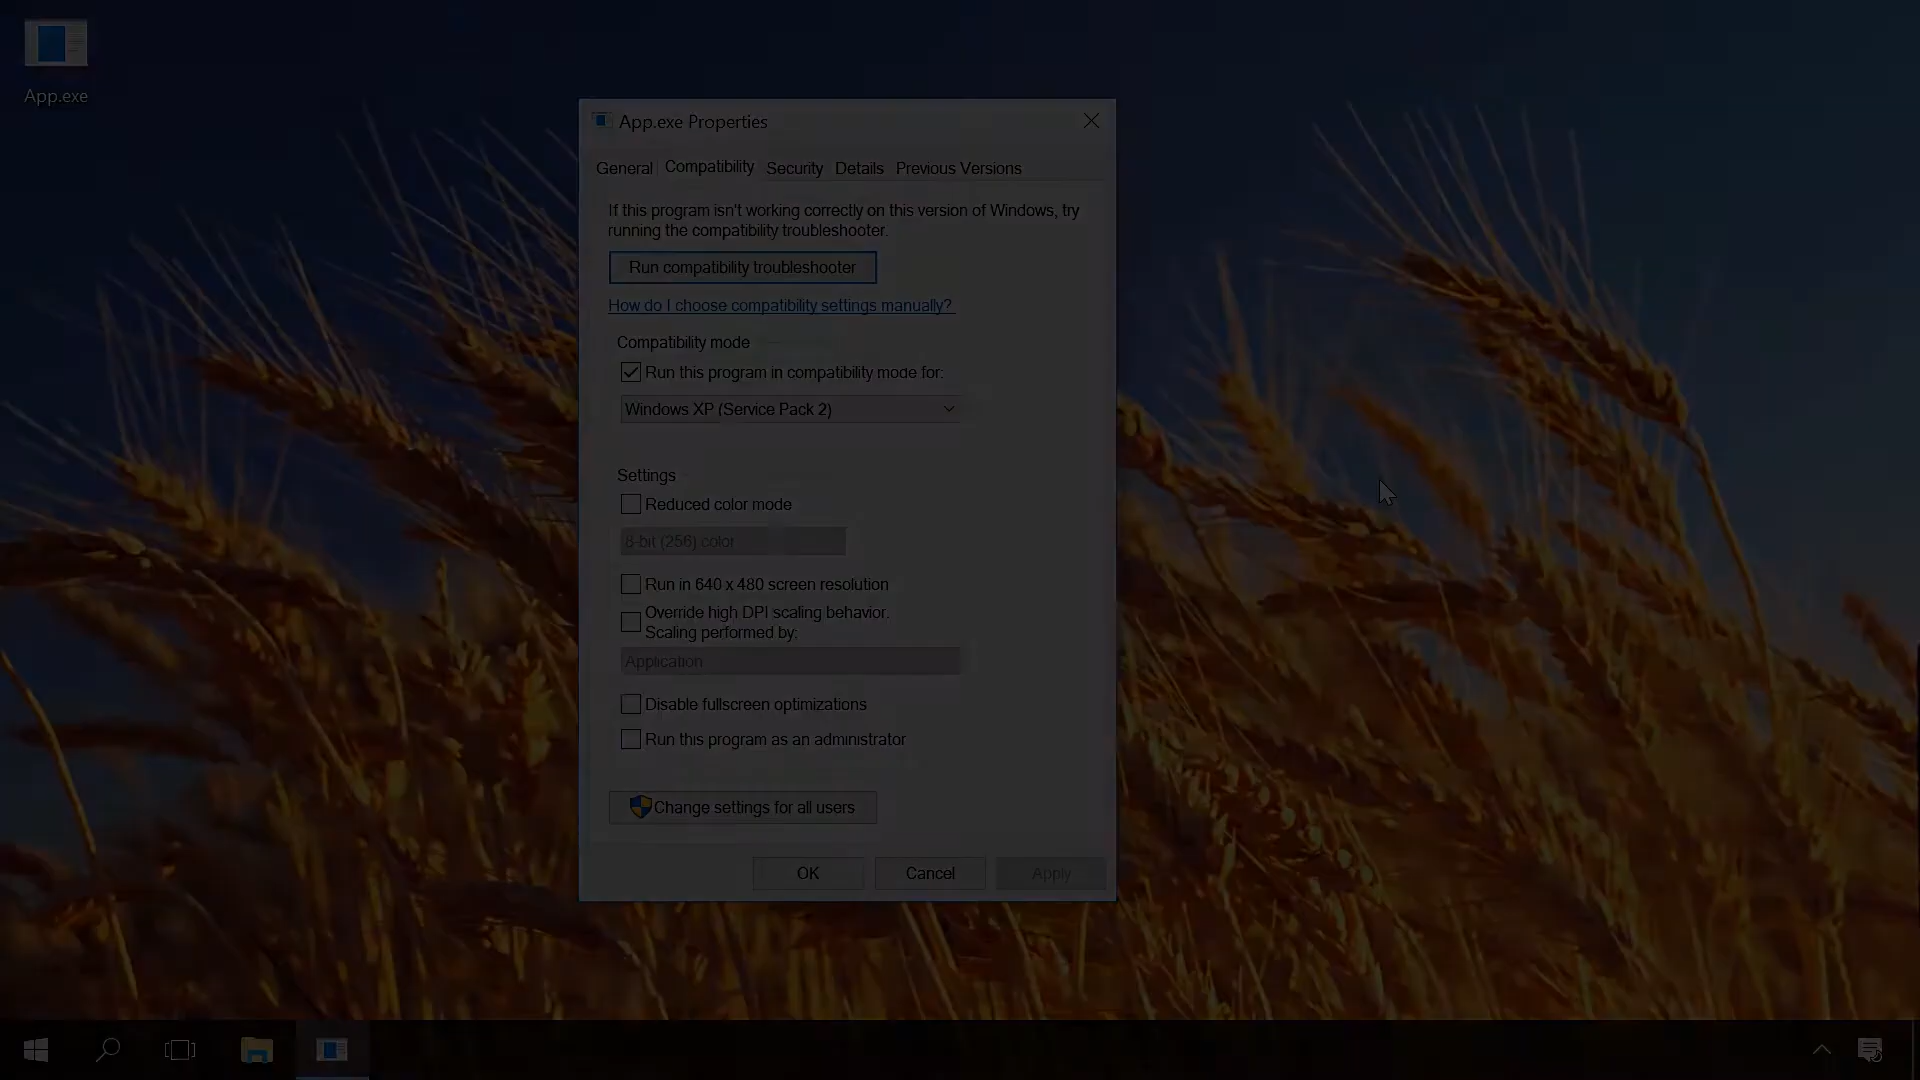 App.exe
App.exe Properties
General
Compatibility
Security
Details
Previous Versions
If this program isn't working correctly on this version of Windows, try
running the compatibility troubleshooter.
Run compatibility troubleshooter
How do I choose compatibility settings manually?
Compatibility mode
Run this program in compatibility mode for:
Windows XP (Service Pack 2)
Settings
Reduced color mode
8-bit (256) color
Run in 640 x 480 screen resolution
Override high DPI scaling behavior.
Scaling performed by:
Application
Disable fullscreen optimizations
Run this program as an administrator
Change settings for all users
OK
Cancel
Apply